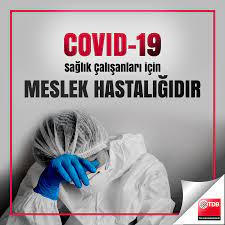 COVID-19
sağlık çalışanları için
MESLEK HASTALIĞIDIR
TDB